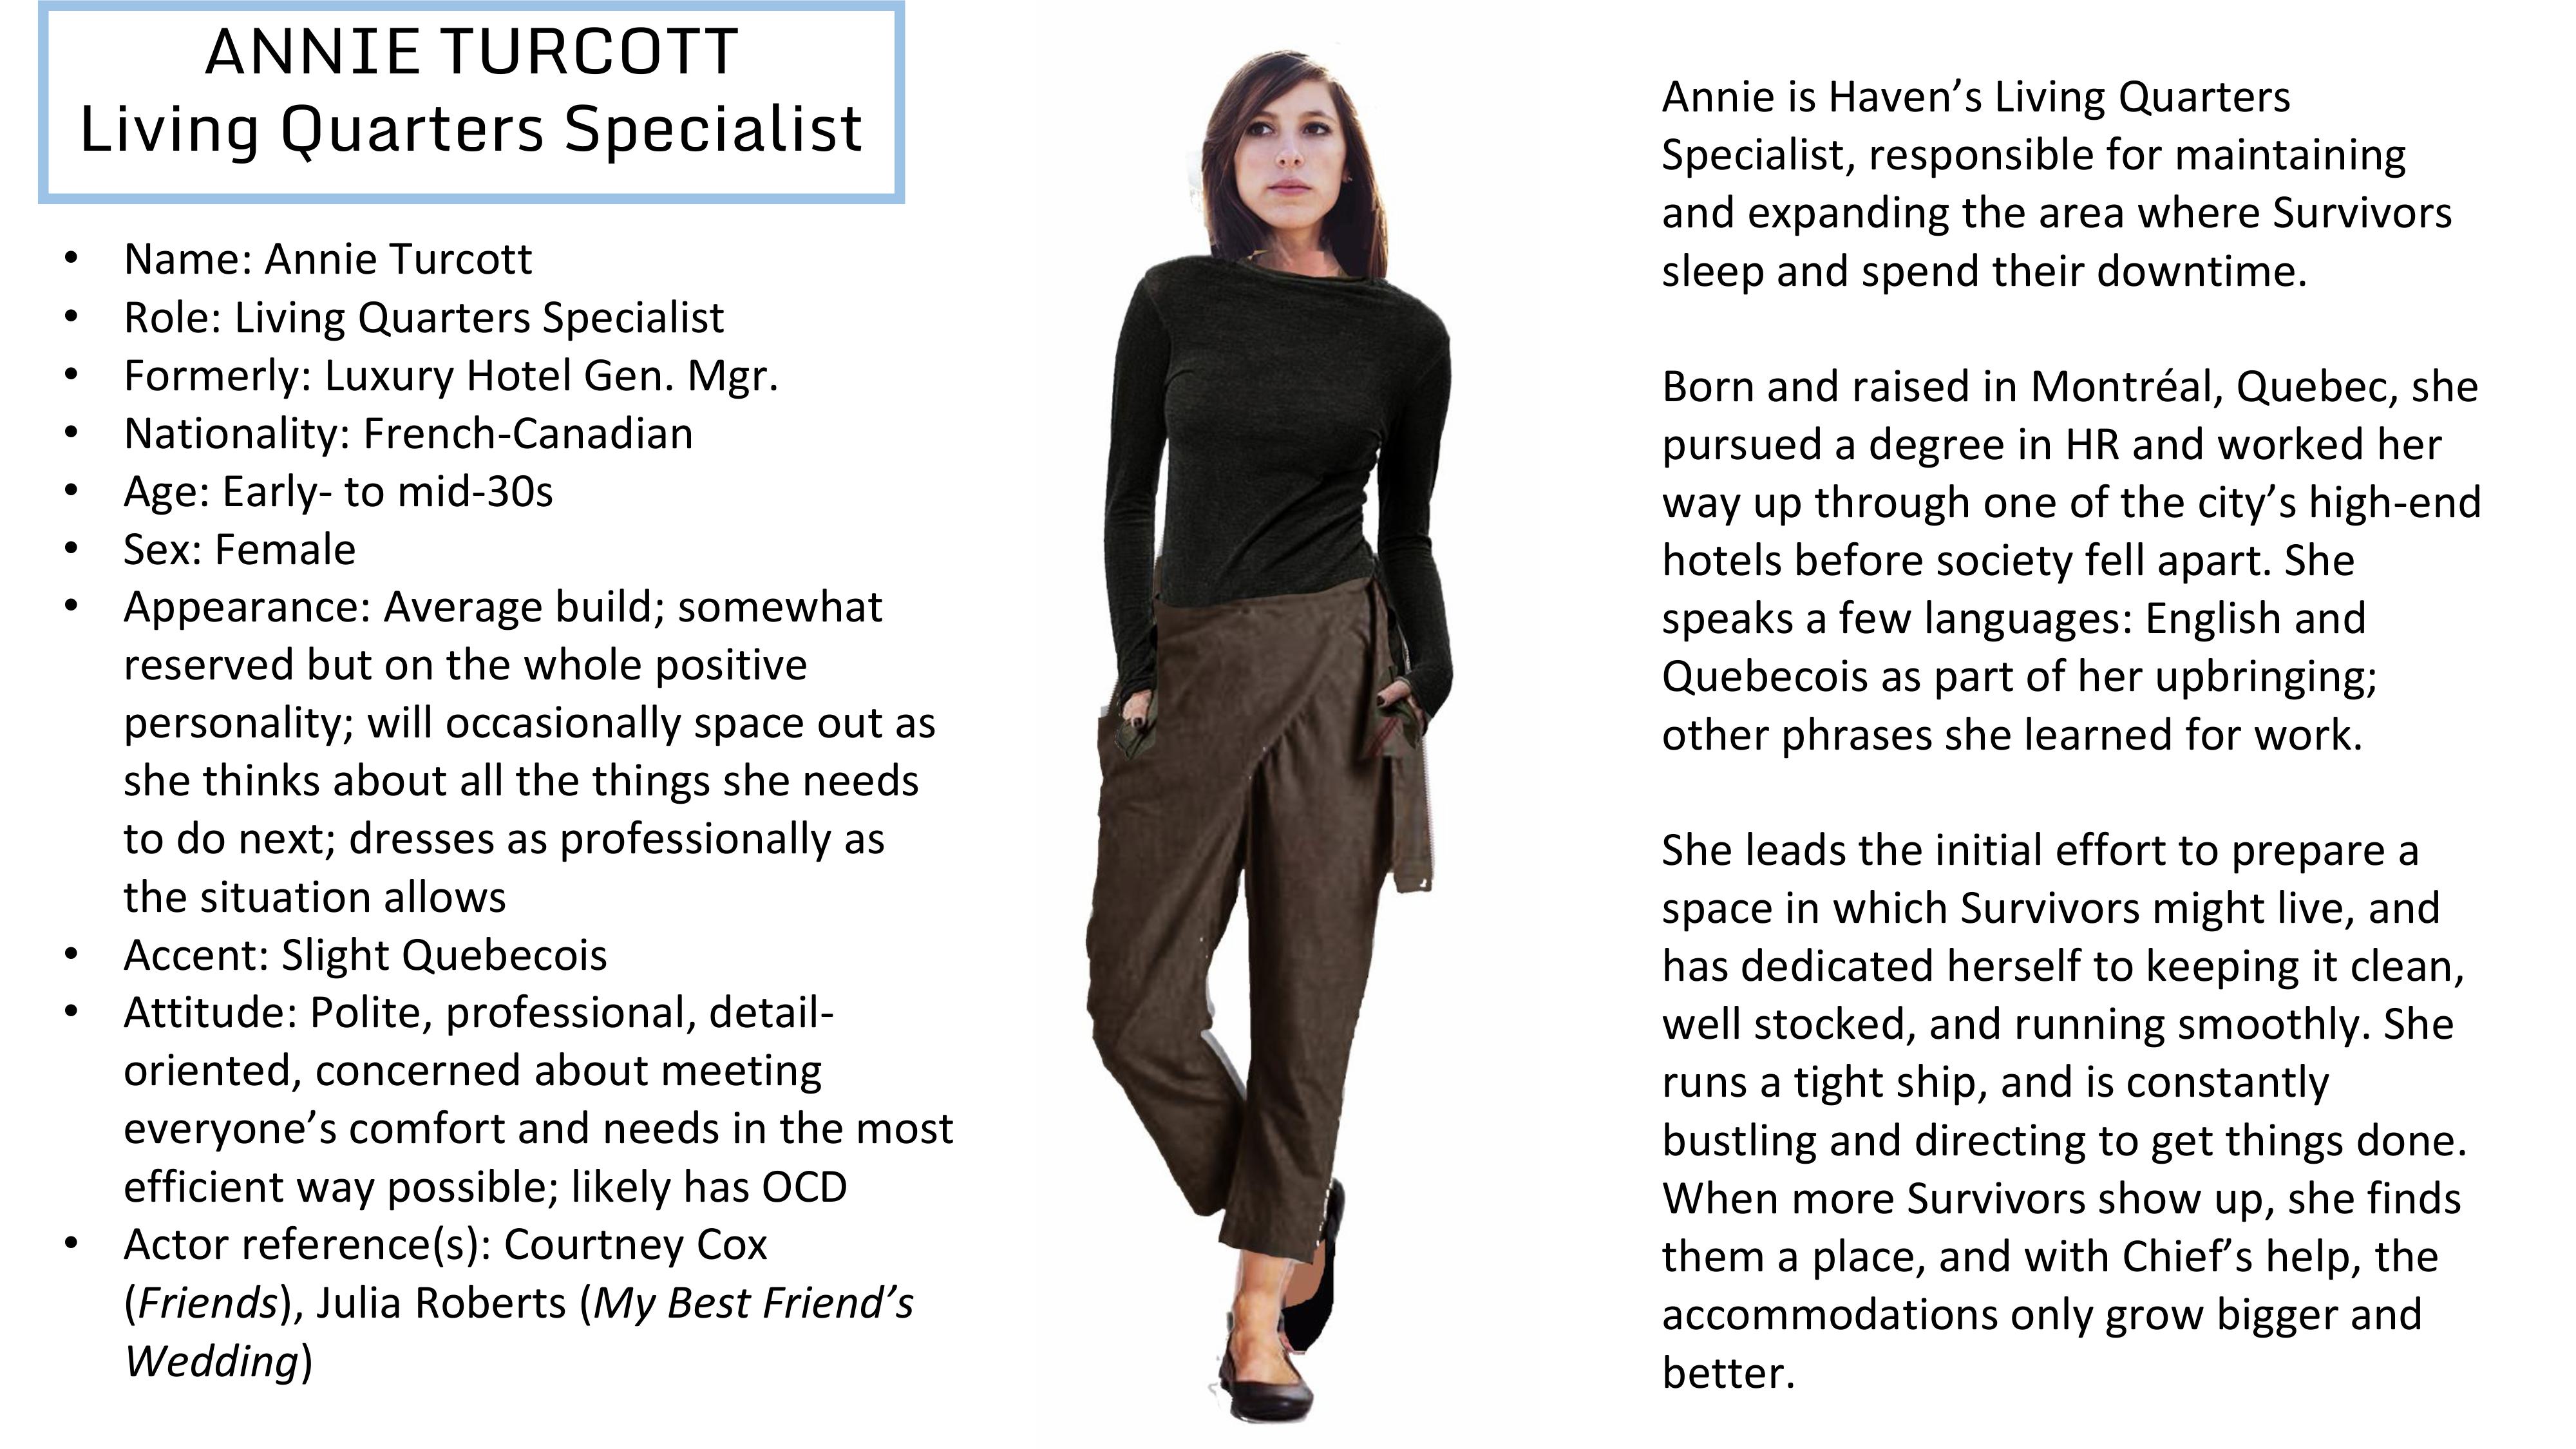 ANNIE TURCOTT
Living Quarters Specialist
• Name: Annie Turcott
• Role: Living Quarters Specialist
• Formerly: Luxury Hotel Gen. Mgr.
• Nationality: French-Canadian
• Age: Early- to mid-30s
• Sex: Female
• Appearance: Average build; somewhat
reserved but on the whole positive
personality; will occasionally space out as
she thinks about all the things she needs
to do next; dresses as professionally as
the situation allows
• Accent: Slight Quebecois
• Attitude: Polite, professional, detail-
oriented, concerned about meeting
everyone’s comfort and needs in the most
efficient way possible; likely has OCD
• Actor reference(s): Courtney Cox
(Friends), Julia Roberts (My Best Friend’s
Wedding)
Annie is Haven’s Living Quarters
Specialist, responsible for maintaining
and expanding the area where Survivors
sleep and spend their downtime.
Born and raised in Montréal, Quebec, she
pursued a degree in HR and worked her
way up through one of the city’s high-end
hotels before society fell apart. She
speaks a few languages: English and
Quebecois as part of her upbringing;
other phrases she learned for work.
She leads the initial effort to prepare a
space in which Survivors might live, and
has dedicated herself to keeping it clean,
well stocked, and running smoothly. She
runs a tight ship, and is constantly
bustling and directing to get things done.
When more Survivors show up, she finds
them a place, and with Chief’s help, the
accommodations only grow bigger and
better.